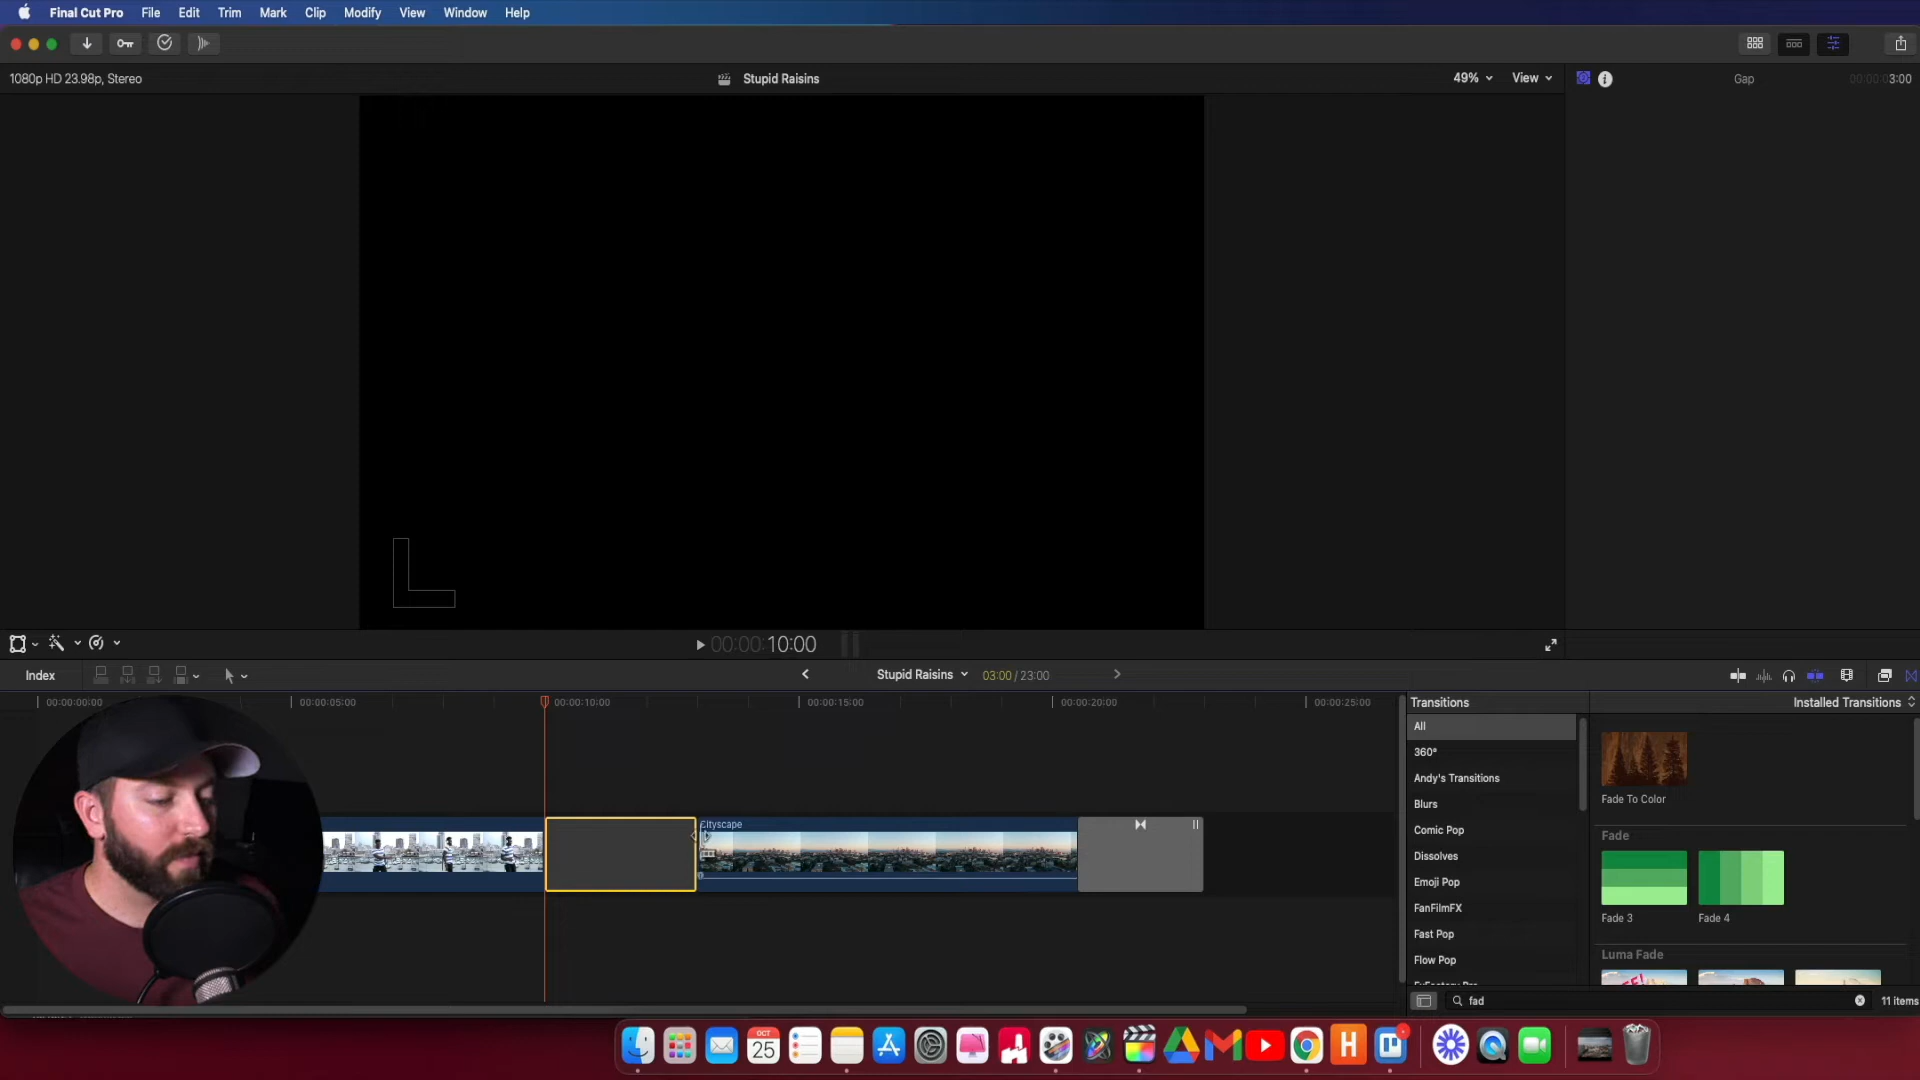 Final Cut Pro File Edit Trim Mark Clip Modify View Window Help
1080p HD 23.98p, Stereo
Stupid Raisins
49%
View
Gap
00:00:03:00
00:00:10:00
Index
Stupid Raisins
03:00 / 23:00
00:00:00:00
00:00:05:00
00:00:10:00
00:00:15:00
00:00:20:00
00:00:25:00
Cityscape
Transitions
Installed Transitions
All
360°
Andy's Transitions
Blurs
Comic Pop
Dissolves
Emoji Pop
FanFilmFX
Fast Pop
Flow Pop
Fade To Color
Fade
Fade 3
Fade 4
Luma Fade
fad
11 items
OCT
25
H